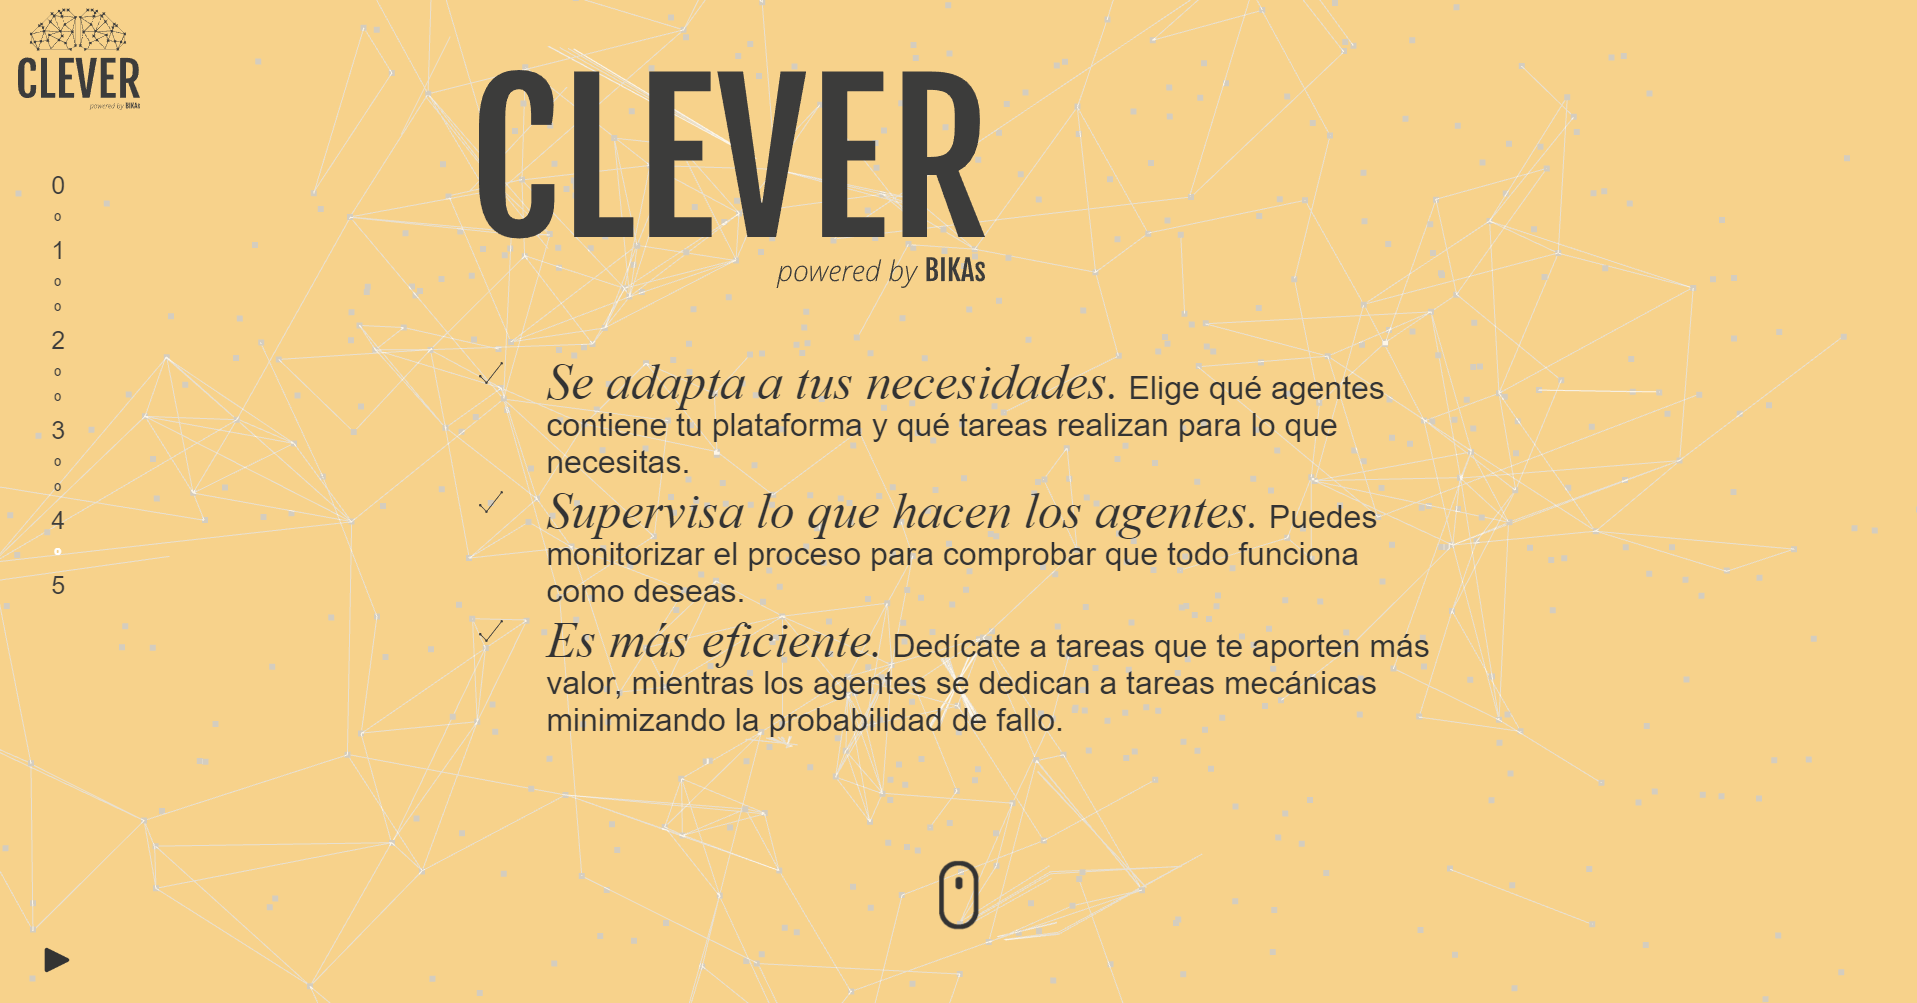 CLEVER
powered by BIKAs
CLEVER
powered by BIKAs
0
o
1
o
o
2
o
o
3
o
o
4
o
5
Se adapta a tus necesidades. Elige qué agentes
contiene tu plataforma y qué tareas realizan para lo que
necesitas.
Supervisa lo que hacen los agentes. Puedes
monitorizar el proceso para comprobar que todo funciona
como deseas.
Es más eficiente. Dedícate a tareas que te aporten más
valor, mientras los agentes se dedican a tareas mecánicas
minimizando la probabilidad de fallo.